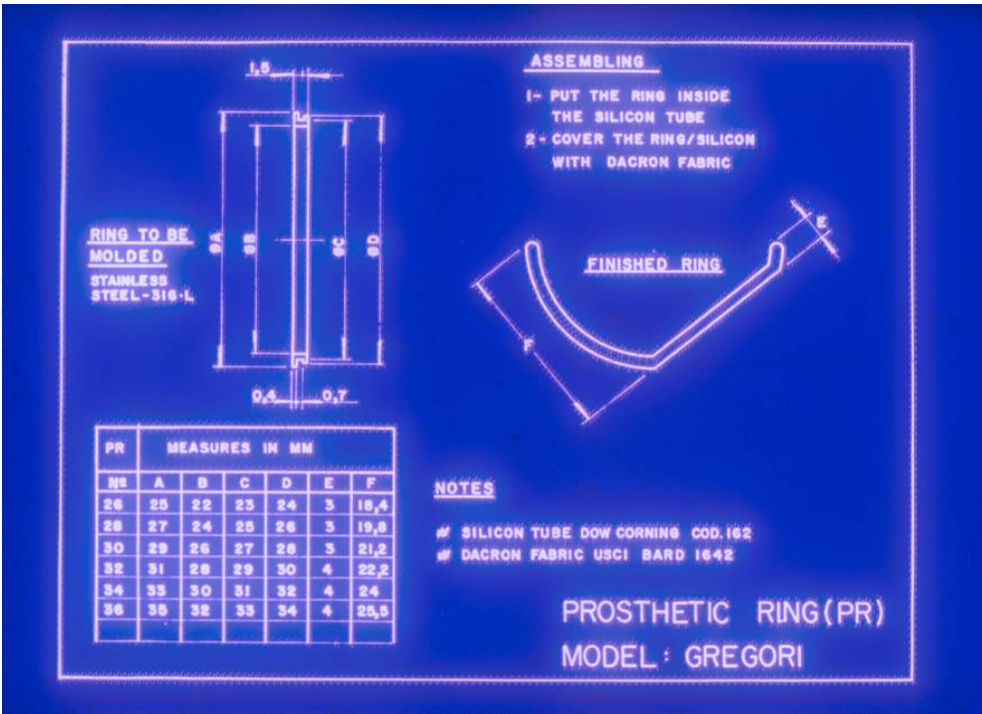 1,5
ASSEMBLING
1- PUT THE RING INSIDE
THE SILICON TUBE
2- COVER THE RING/SILICON
WITH DACRON FABRIC
RING TO BE
MOLDED
STAINLESS
STEEL-316-L
ØA
ØB
ØC
ØD
E
FINISHED RING
F
0,4
0,7
PR MEASURES IN MM
Nº A B C D E F
26 25 22 23 24 3 18,4
28 27 24 25 26 3 19,8
30 29 26 27 28 3 21,2
32 31 28 29 30 4 22,2
34 33 30 31 32 4 24
36 35 32 33 34 4 25,5
NOTES
# SILICON TUBE DOW CORNING COD.162
# DACRON FABRIC USCI BARD 1642
PROSTHETIC RING(PR)
MODEL: GREGORI